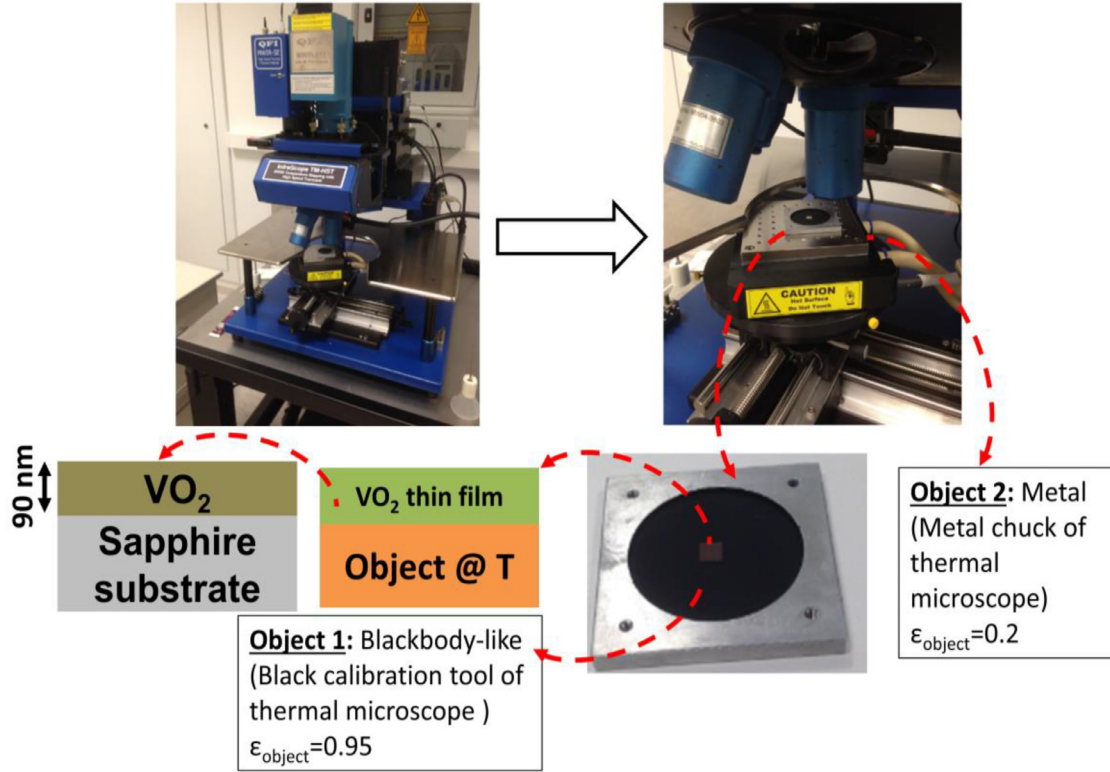 QFI
InfraScope TM-HST
CAUTION
Hot Surface
Do Not Touch
90 nm
VO₂
Sapphire
substrate
VO₂ thin film
Object @ T
Object 1: Blackbody-like
(Black calibration tool of
thermal microscope )
εobject=0.95
Object 2: Metal
(Metal chuck of
thermal
microscope)
εobject=0.2